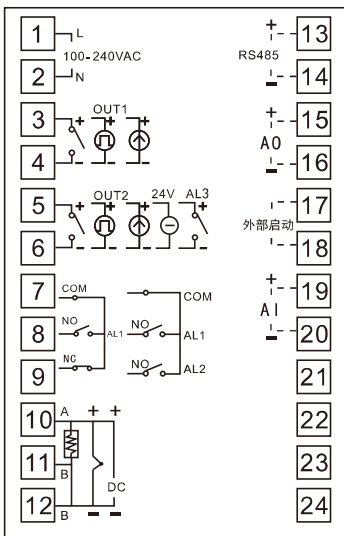 1 L
100-240VAC
2 N
3 + OUT1 + +
4 - - -
5 + OUT2 + + 24V AL3 +
6 - - - -
7 COM COM
8 NO AL1 NO AL1
9 NC NO AL2
10 A + +
11 B DC
12 B - -
+ 13
RS485
- 14
+ 15
AO
- 16
17
外部启动
18
+ 19
AI
- 20
21
22
23
24